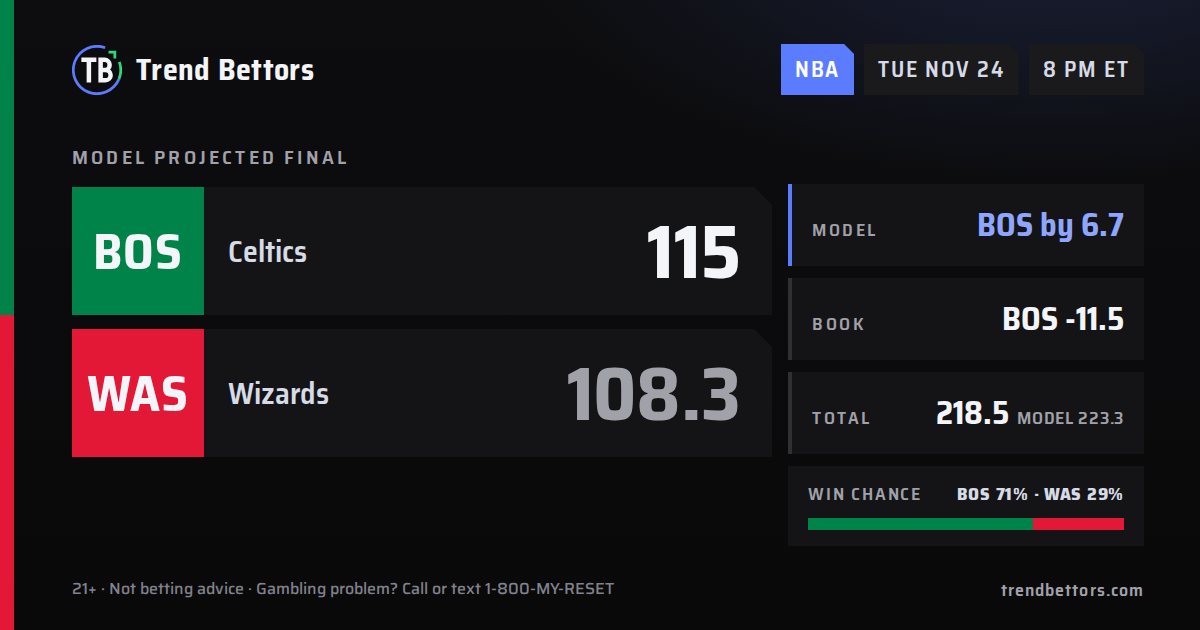 TB Trend Bettors
NBA TUE NOV 24 8 PM ET
MODEL PROJECTED FINAL
BOS Celtics 115
WAS Wizards 108.3
MODEL BOS by 6.7
BOOK BOS -11.5
TOTAL 218.5 MODEL 223.3
WIN CHANCE BOS 71% · WAS 29%
21+ · Not betting advice · Gambling problem? Call or text 1-800-MY-RESET
trendbettors.com